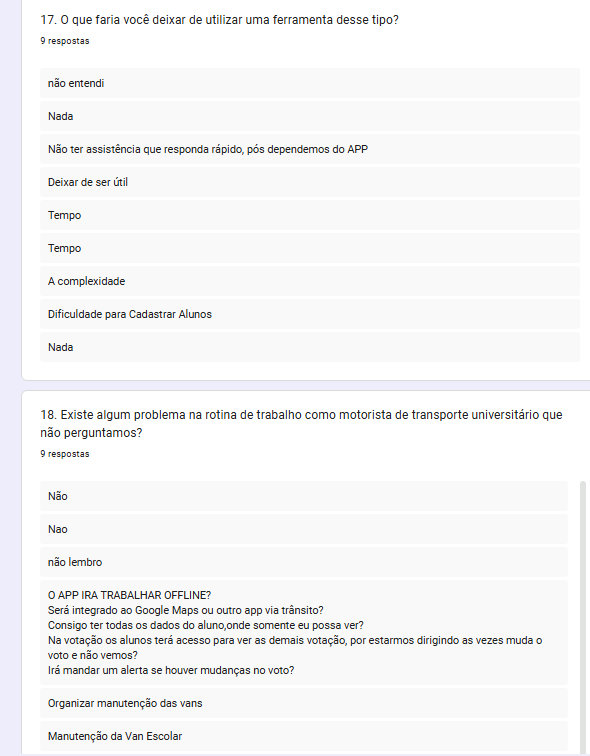 17. O que faria você deixar de utilizar uma ferramenta desse tipo?
9 respostas
não entendi
Nada
Não ter assistência que responda rápido, pós dependemos do APP
Deixar de ser útil
Tempo
Tempo
A complexidade
Dificuldade para Cadastrar Alunos
Nada
18. Existe algum problema na rotina de trabalho como motorista de transporte universitário que
não perguntamos?
9 respostas
Não
Nao
não lembro
O APP IRA TRABALHAR OFFLINE?
Será integrado ao Google Maps ou outro app via trânsito?
Consigo ter todas os dados do aluno,onde somente eu possa ver?
Na votação os alunos terá acesso para ver as demais votação, por estarmos dirigindo as vezes muda o
voto e não vemos?
Irá mandar um alerta se houver mudanças no voto?
Organizar manutenção das vans
Manutenção da Van Escolar